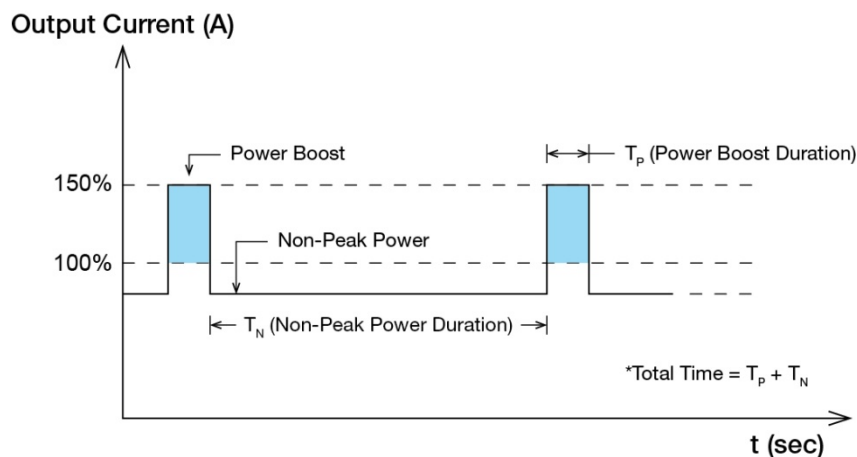 Output Current (A)
Power Boost
T_P (Power Boost Duration)
150%
Non-Peak Power
100%
T_N (Non-Peak Power Duration)
*Total Time = T_P + T_N
t (sec)